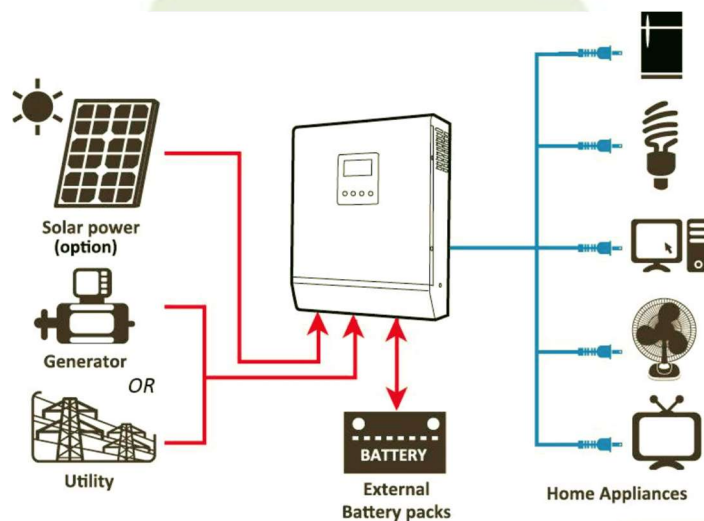 Solar power
(option)
Generator
OR
Utility
BATTERY
External
Battery packs
Home Appliances